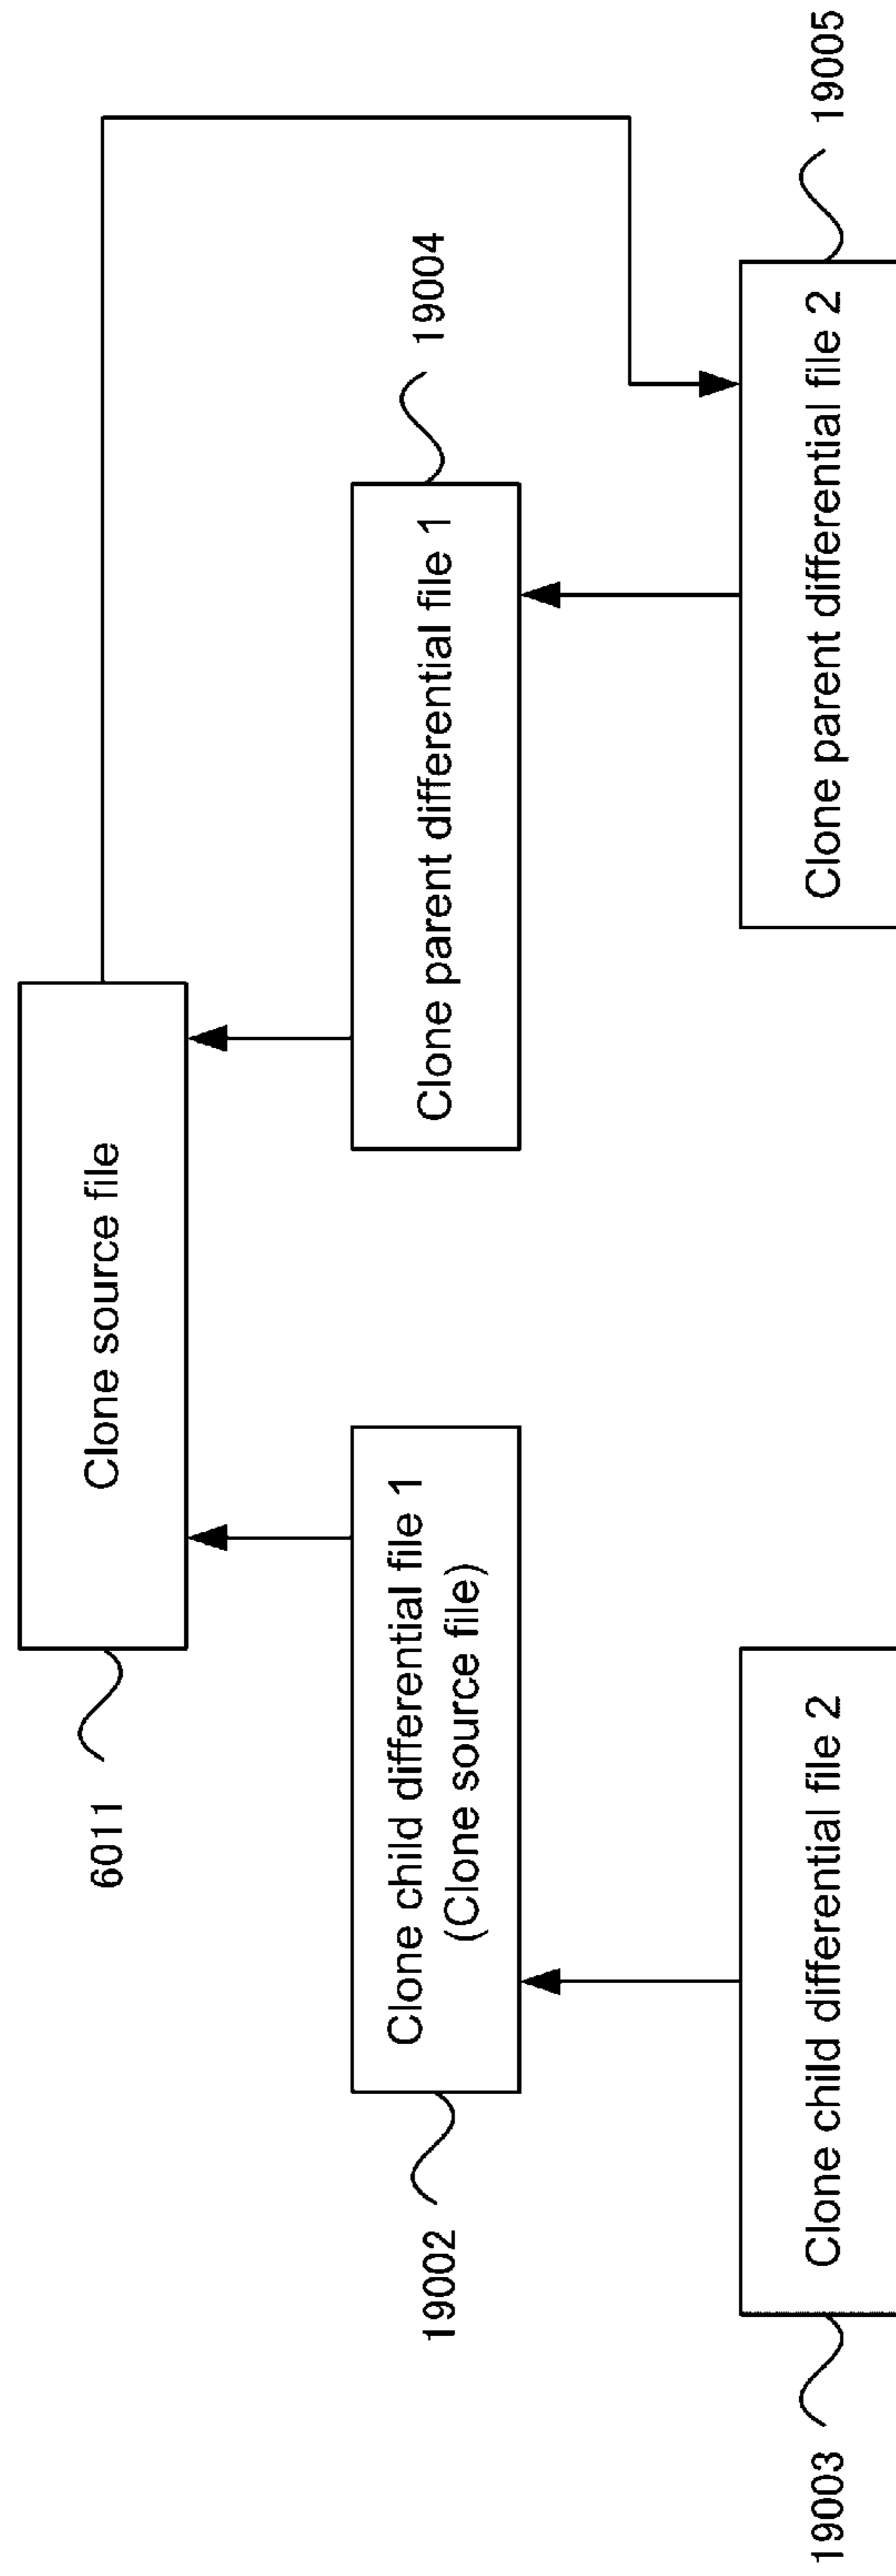 6011
Clone source file
19002
Clone child differential file 1
(Clone source file)
Clone parent differential file 1
19004
19003
Clone child differential file 2
Clone parent differential file 2
19005